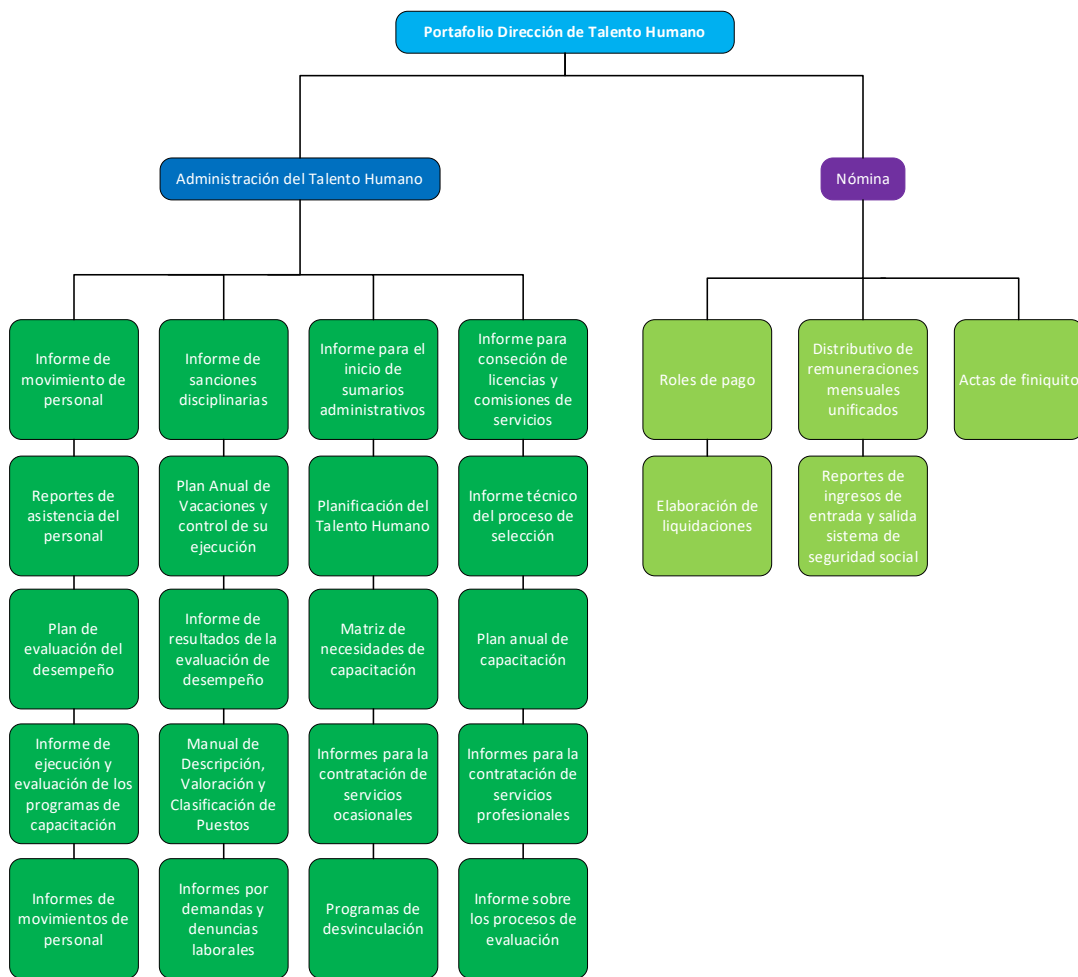 Portafolio Dirección de Talento Humano
Administración del Talento Humano
Nómina
Informe de
movimiento de
personal
Informe de
sanciones
disciplinarias
Informe para el
inicio de
sumarios
administrativos
Informe para
conseción de
licencias y
comisiones de
servicios
Roles de pago
Distributivo de
remuneraciones
mensuales
unificados
Actas de finiquito
Reportes de
asistencia del
personal
Plan Anual de
Vacaciones y
control de su
ejecución
Planificación del
Talento Humano
Informe técnico
del proceso de
selección
Elaboración de
liquidaciones
Reportes de
ingresos de
entrada y salida
sistema de
seguridad social
Plan de
evaluación del
desempeño
Informe de
resultados de la
evaluación de
desempeño
Matriz de
necesidades de
capacitación
Plan anual de
capacitación
Informe de
ejecución y
evaluación de los
programas de
capacitación
Manual de
Descripción,
Valoración y
Clasificación de
Puestos
Informes para la
contratación de
servicios
ocasionales
Informes para la
contratación de
servicios
profesionales
Informes de
movimientos de
personal
Informes por
demandas y
denuncias
laborales
Programas de
desvinculación
Informe sobre
los procesos de
evaluación